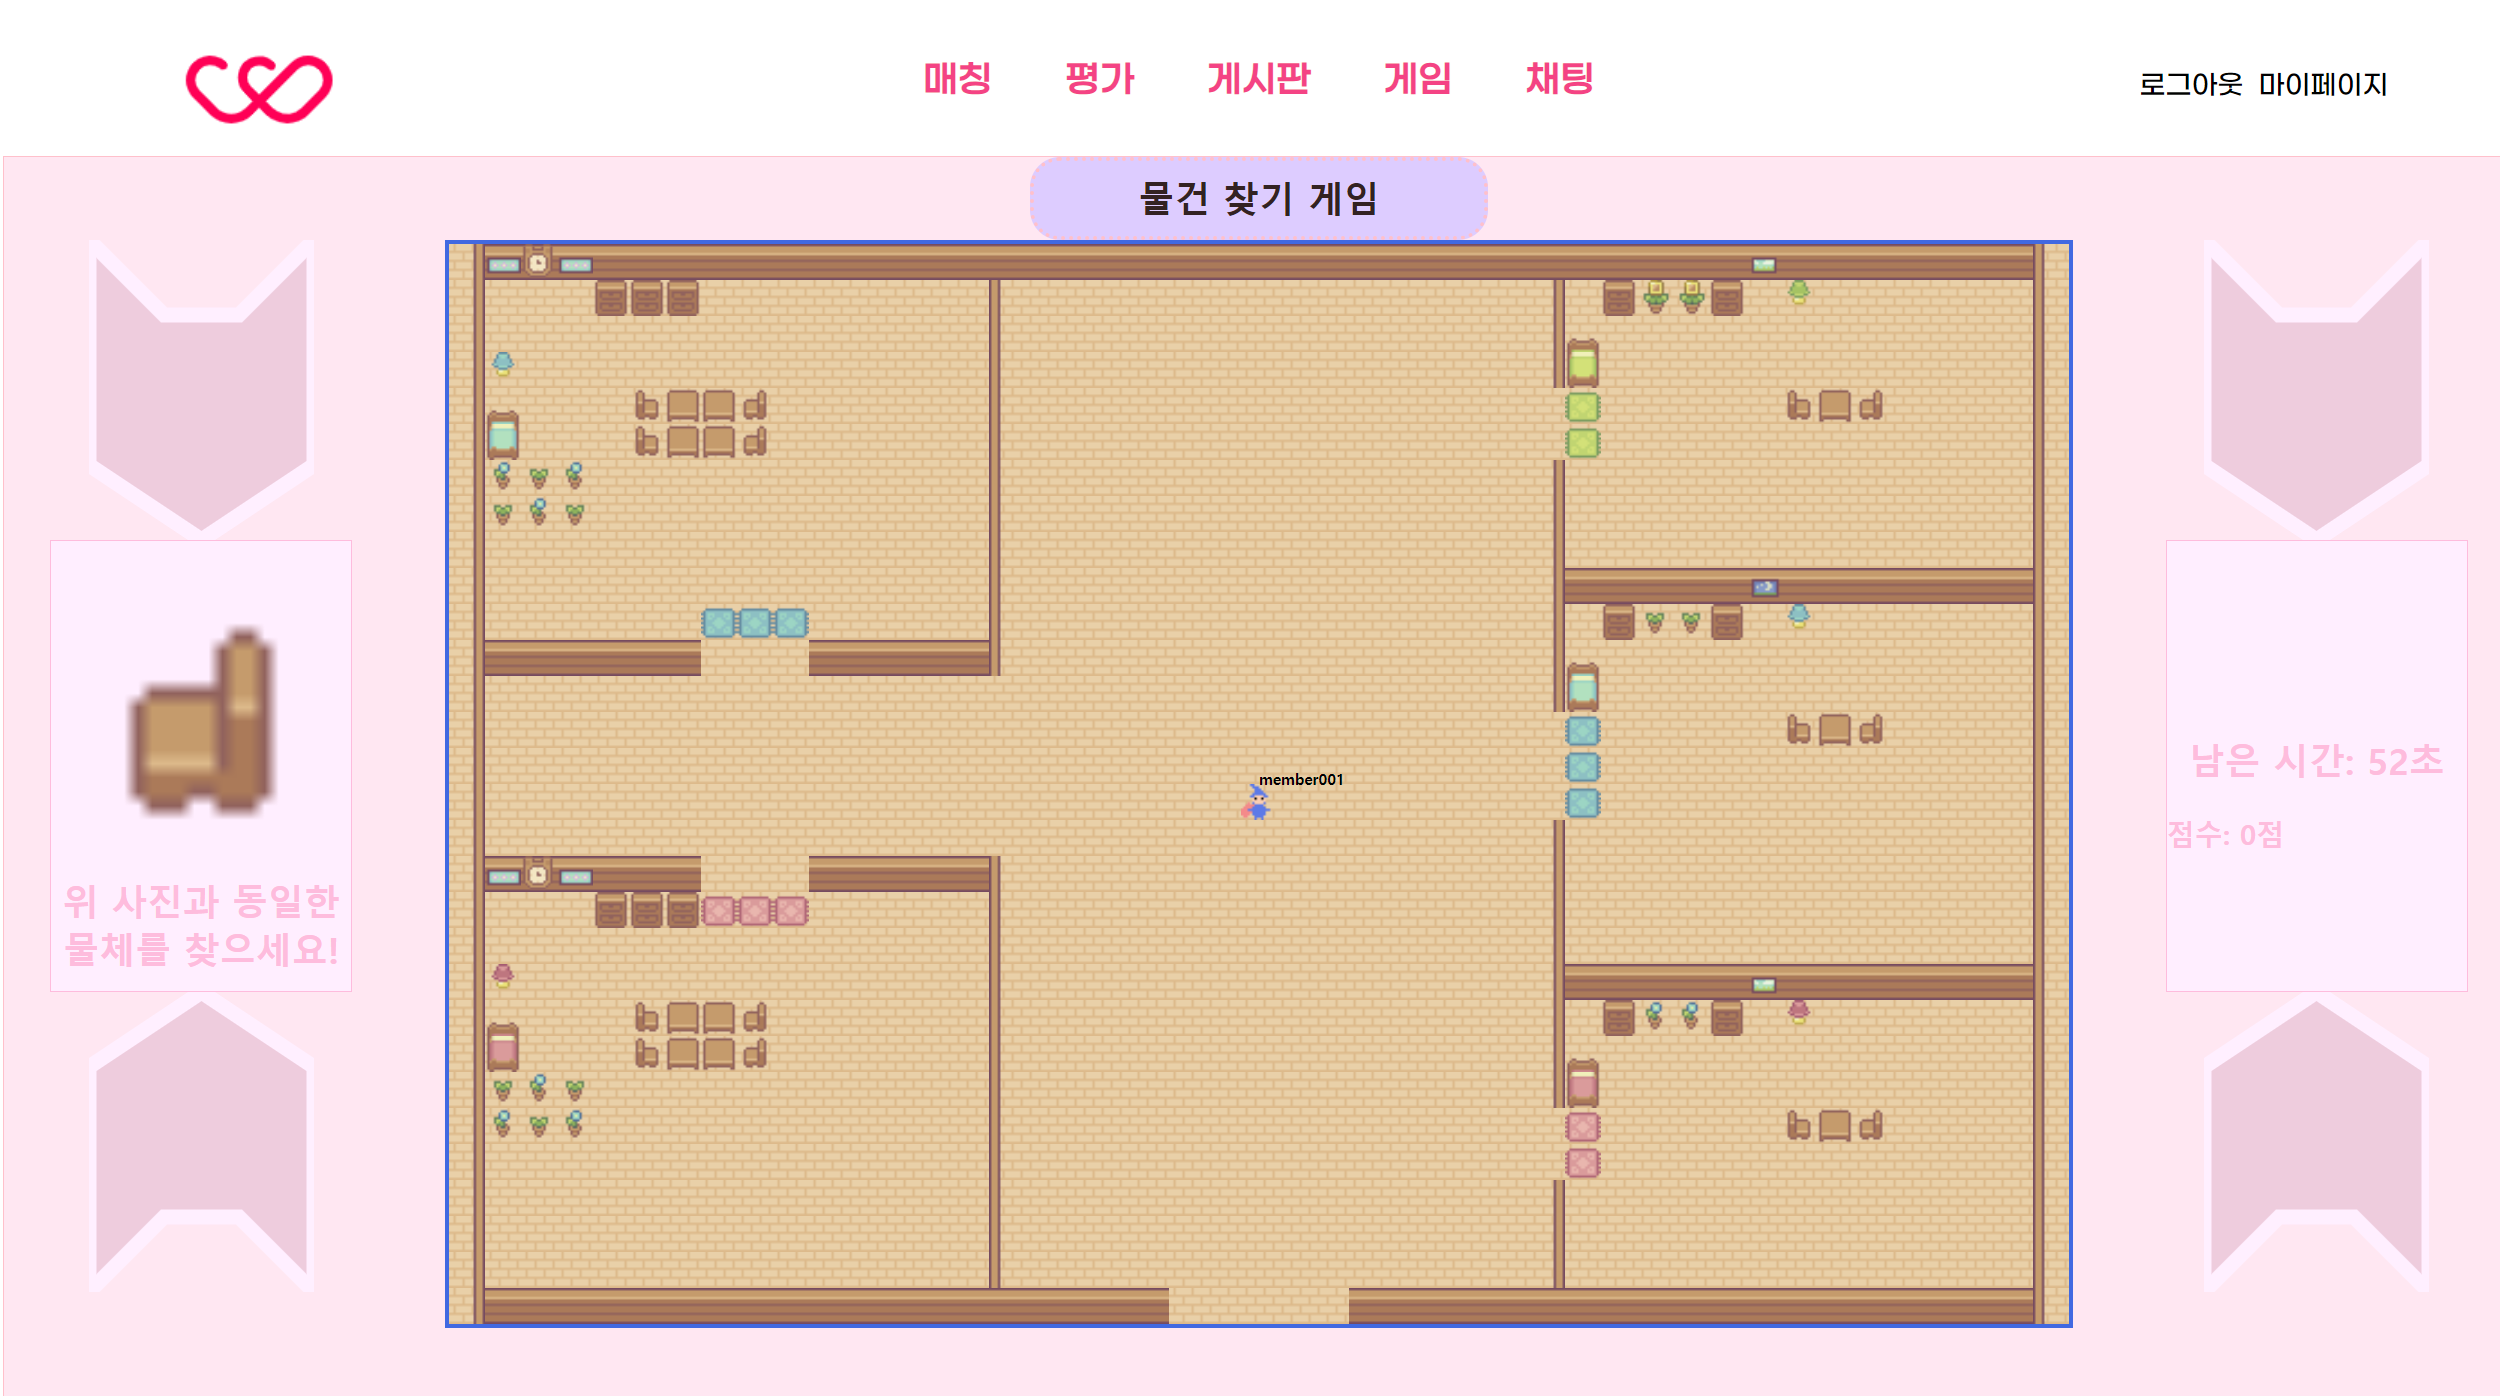 매칭 평가 게시판 게임 채팅
로그아웃 마이페이지
물건 찾기 게임
위 사진과 동일한
물체를 찾으세요!
member001
남은 시간: 52초
점수: 0점